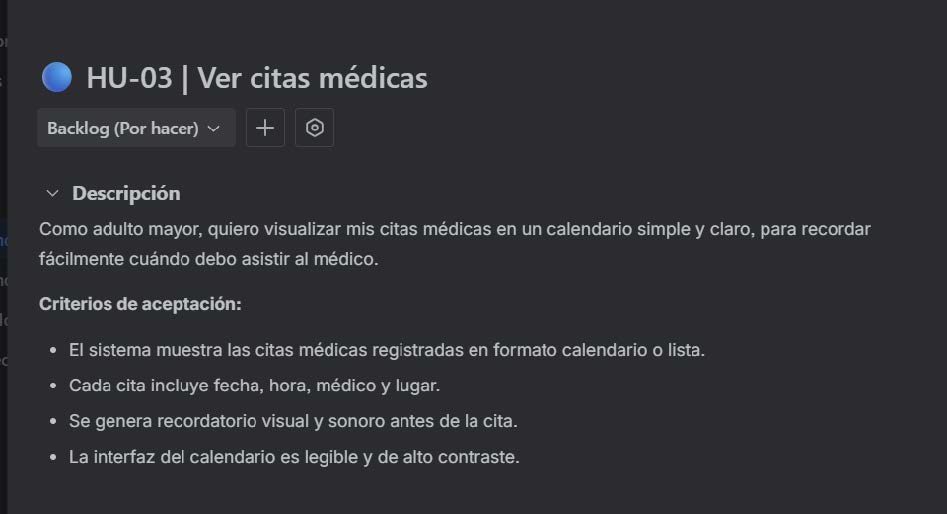 HU-03 | Ver citas médicas
Backlog (Por hacer)
Descripción
Como adulto mayor, quiero visualizar mis citas médicas en un calendario simple y claro, para recordar
fácilmente cuándo debo asistir al médico.
Criterios de aceptación:
• El sistema muestra las citas médicas registradas en formato calendario o lista.
• Cada cita incluye fecha, hora, médico y lugar.
• Se genera recordatorio visual y sonoro antes de la cita.
• La interfaz del calendario es legible y de alto contraste.